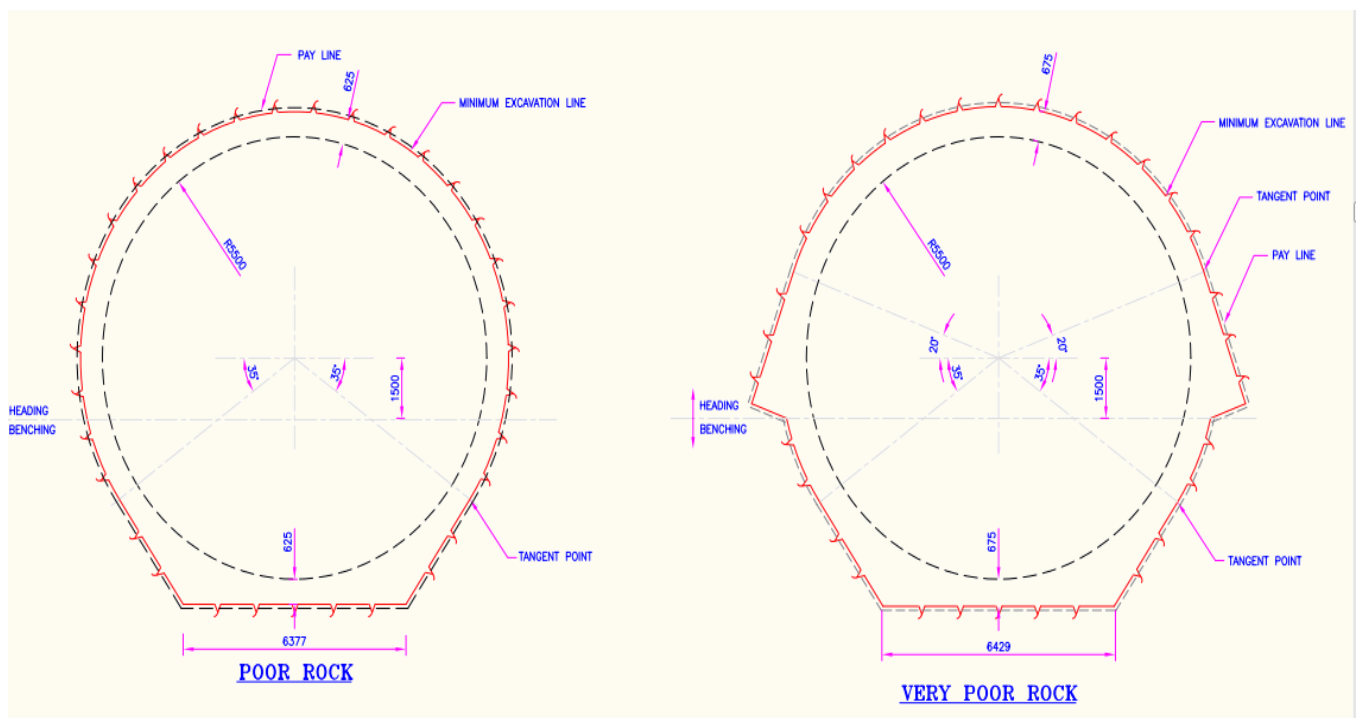 PAY LINE
625
MINIMUM EXCAVATION LINE
R5500
35°
35°
1500
HEADING
BENCHING
625
TANGENT POINT
6377
POOR ROCK
675
MINIMUM EXCAVATION LINE
TANGENT POINT
PAY LINE
R5500
20°
20°
35°
35°
1500
HEADING
BENCHING
675
TANGENT POINT
6429
VERY POOR ROCK